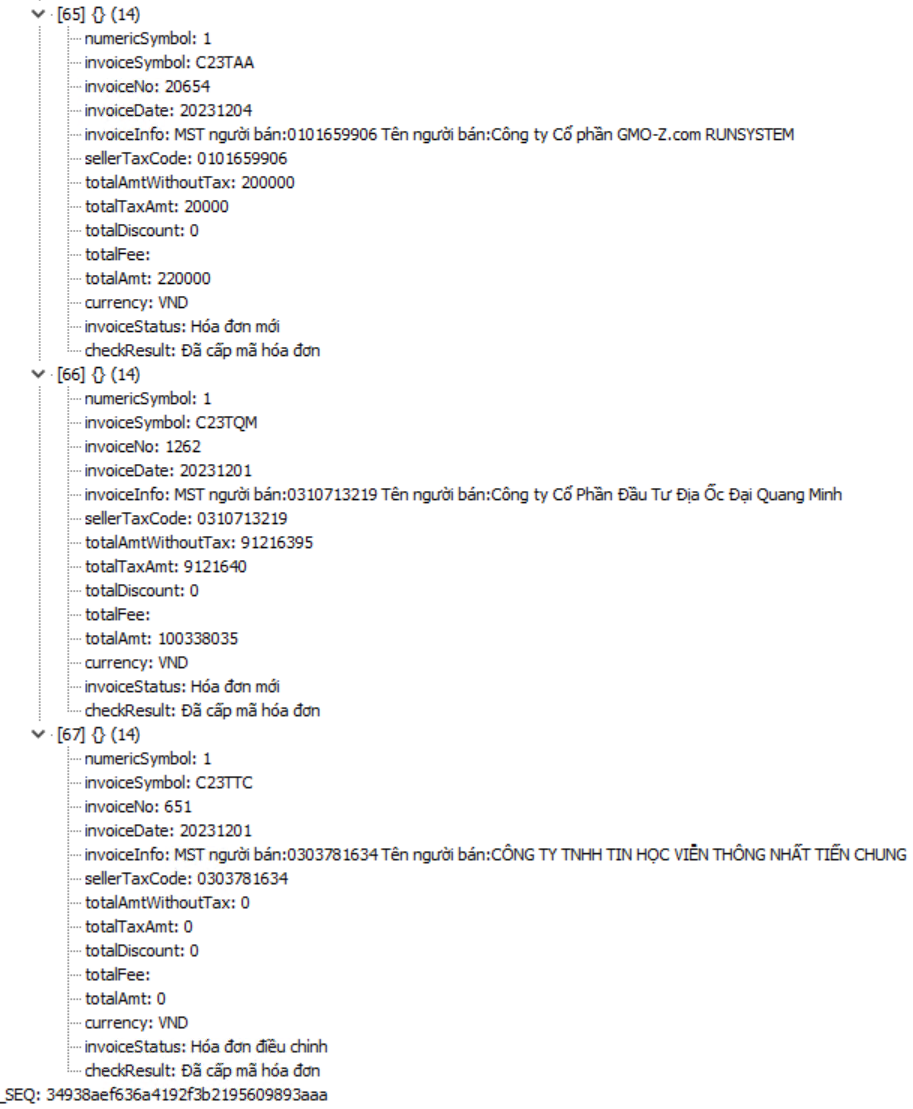 [65] {} (14)
numericSymbol: 1
invoiceSymbol: C23TAA
invoiceNo: 20654
invoiceDate: 20231204
invoiceInfo: MST người bán:0101659906 Tên người bán:Công ty Cổ phần GMO-Z.com RUNSYSTEM
sellerTaxCode: 0101659906
totalAmtWithoutTax: 200000
totalTaxAmt: 20000
totalDiscount: 0
totalFee:
totalAmt: 220000
currency: VND
invoiceStatus: Hóa đơn mới
checkResult: Đã cấp mã hóa đơn
[66] {} (14)
numericSymbol: 1
invoiceSymbol: C23TQM
invoiceNo: 1262
invoiceDate: 20231201
invoiceInfo: MST người bán:0310713219 Tên người bán:Công ty Cổ Phần Đầu Tư Địa Ốc Đại Quang Minh
sellerTaxCode: 0310713219
totalAmtWithoutTax: 91216395
totalTaxAmt: 9121640
totalDiscount: 0
totalFee:
totalAmt: 100338035
currency: VND
invoiceStatus: Hóa đơn mới
checkResult: Đã cấp mã hóa đơn
[67] {} (14)
numericSymbol: 1
invoiceSymbol: C23TTC
invoiceNo: 651
invoiceDate: 20231201
invoiceInfo: MST người bán:0303781634 Tên người bán:CÔNG TY TNHH TIN HỌC VIỄN THÔNG NHẤT TIẾN CHUNG
sellerTaxCode: 0303781634
totalAmtWithoutTax: 0
totalTaxAmt: 0
totalDiscount: 0
totalFee:
totalAmt: 0
currency: VND
invoiceStatus: Hóa đơn điều chỉnh
checkResult: Đã cấp mã hóa đơn
_SEQ: 34938aef636a4192f3b2195609893aaa